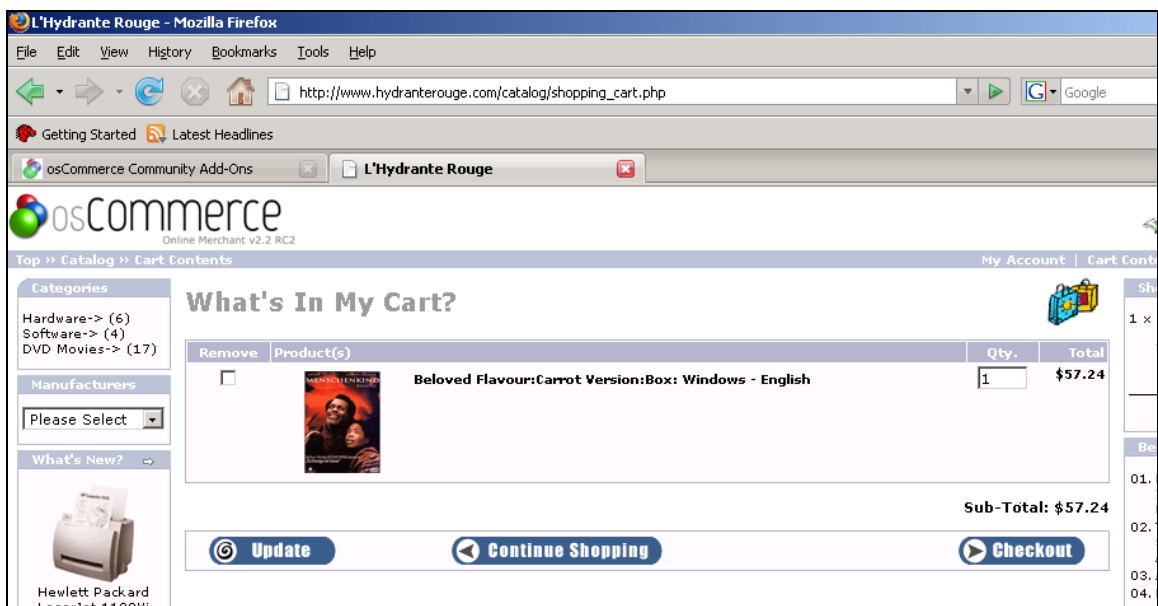 L'Hydrante Rouge - Mozilla Firefox
File Edit View History Bookmarks Tools Help
http://www.hydranterouge.com/catalog/shopping_cart.php
G Google
Getting Started Latest Headlines
osCommerce Community Add-Ons L'Hydrante Rouge
osCommerce
Online Merchant v2.2 RC2
Top » Catalog » Cart Contents My Account | Cart
Categories
Hardware-> (6)
Software-> (4)
DVD Movies-> (17)
Manufacturers
Please Select
What's New?
Hewlett Packard
What's In My Cart?
Remove Product(s) Qty. Total
MENSCHENKIND
Beloved Flavour:Carrot Version:Box: Windows - English 1 $57.24
Sub-Total: $57.24
Update Continue Shopping Checkout
1 x
01.
02.
03.
04.